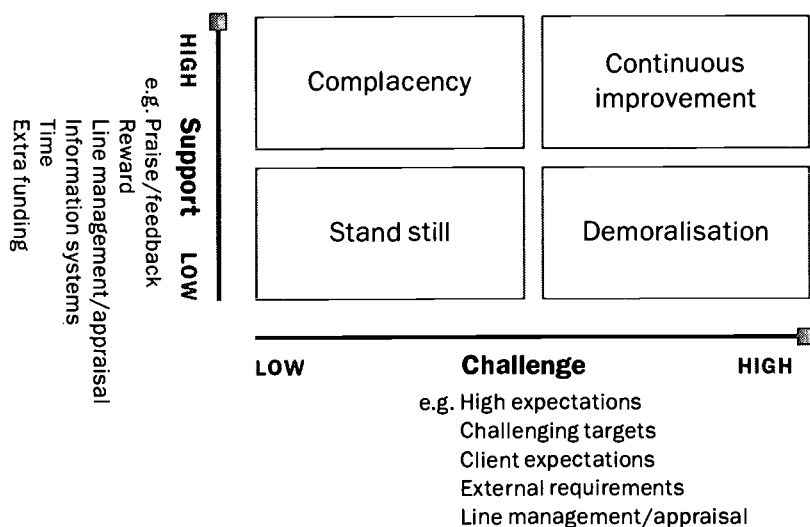 HIGH Support LOW
e.g. Praise/feedback
Reward
Line management/appraisal
Information systems
Time
Extra funding
Complacency
Continuous
improvement
Stand still
Demoralisation
LOW Challenge HIGH
e.g. High expectations
Challenging targets
Client expectations
External requirements
Line management/appraisal